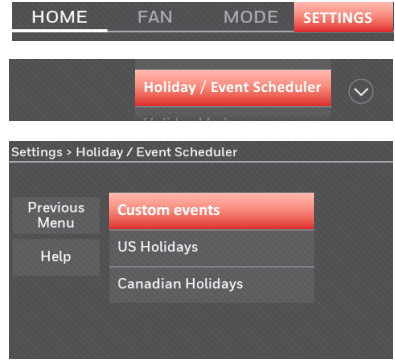 HOME FAN MODE SETTINGS
Holiday / Event Scheduler
Settings > Holiday / Event Scheduler
Previous
Menu
Custom events
US Holidays
Help
Canadian Holidays